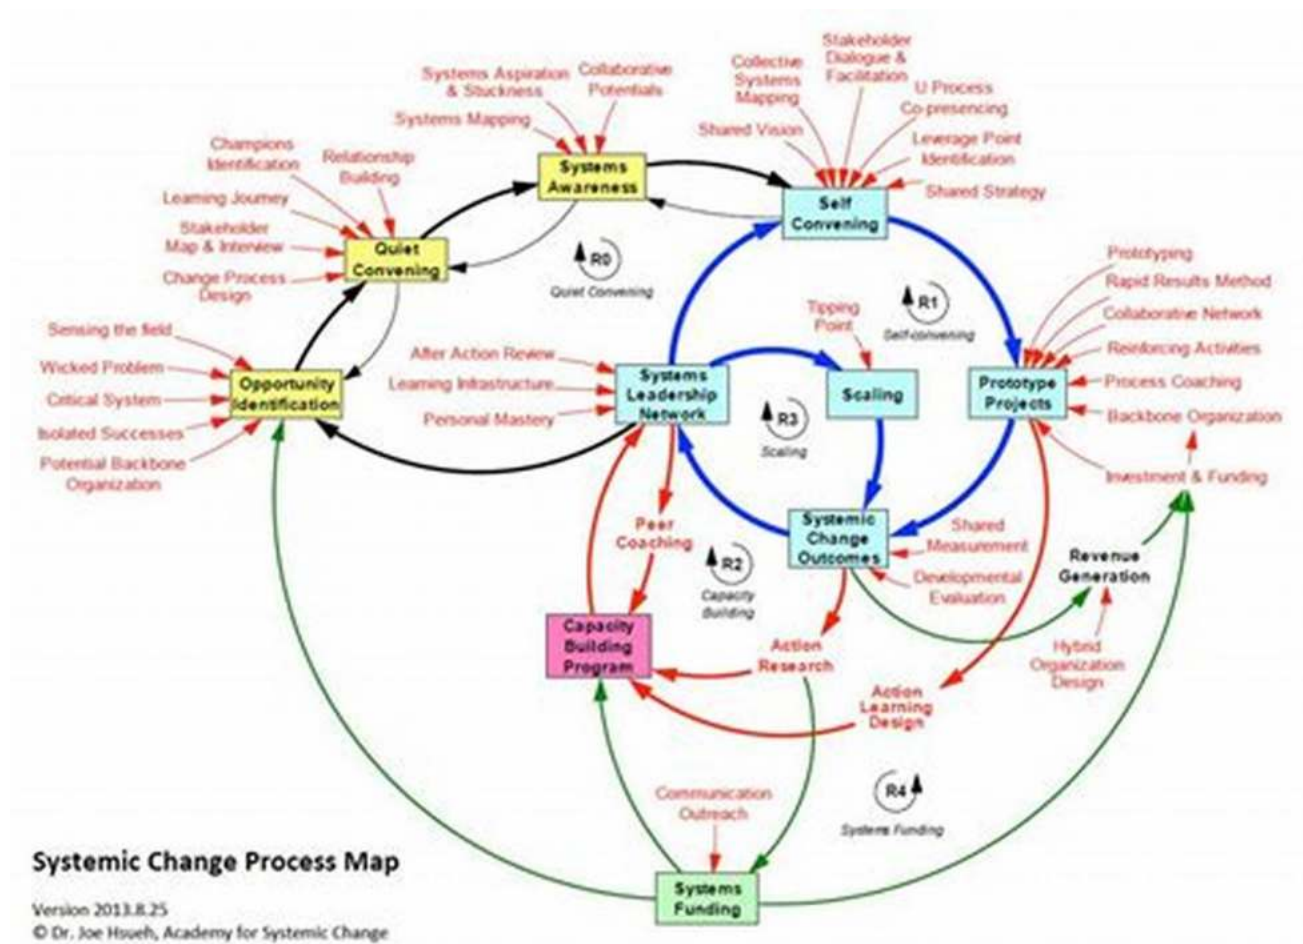 Stakeholder
Dialogue &
Facilitation
Collective
Systems
Mapping
U Process
Co-presencing
Shared Vision
Leverage Point
Identification
Shared Strategy
Systems Aspiration
& Stuckness
Collaborative
Potentials
Systems Mapping
Systems
Awareness
Self
Convening
Champions
Identification
Relationship
Building
Learning Journey
Stakeholder
Map & Interview
Change Process
Design
Quiet
Convening
R0
Quiet Convening
R1
Self-convening
Prototyping
Rapid Results Method
Collaborative Network
Reinforcing Activities
Process Coaching
Backbone Organization
Investment & Funding
Prototype
Projects
Tipping
Point
Scaling
Sensing the field
Wicked Problem
Critical System
Isolated Successes
Potential Backbone
Organization
Opportunity
Identification
After Action Review
Learning Infrastructure
Personal Mastery
Systems
Leadership
Network
R3
Scaling
Systemic
Change
Outcomes
Shared
Measurement
Developmental
Evaluation
Revenue
Generation
Hybrid
Organization
Design
Peer
Coaching
R2
Capacity
Building
Capacity
Building
Program
Action
Research
Action
Learning
Design
R4
Systems Funding
Communication
Outreach
Systems
Funding
Systemic Change Process Map
Version 2013.8.25
© Dr. Joe Hsueh, Academy for Systemic Change